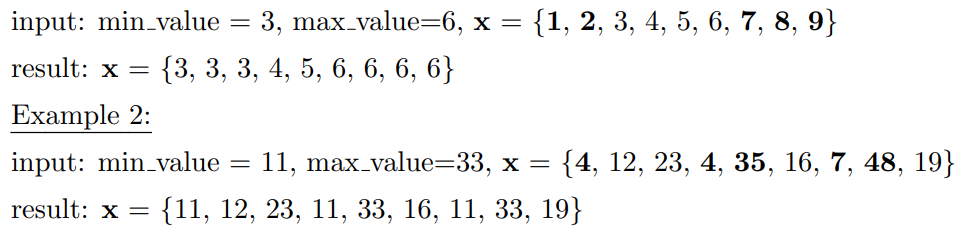 input: min_value = 3, max_value=6, x = {1, 2, 3, 4, 5, 6, 7, 8, 9}
result: x = {3, 3, 3, 4, 5, 6, 6, 6, 6}
Example 2:
input: min_value = 11, max_value=33, x = {4, 12, 23, 4, 35, 16, 7, 48, 19}
result: x = {11, 12, 23, 11, 33, 16, 11, 33, 19}